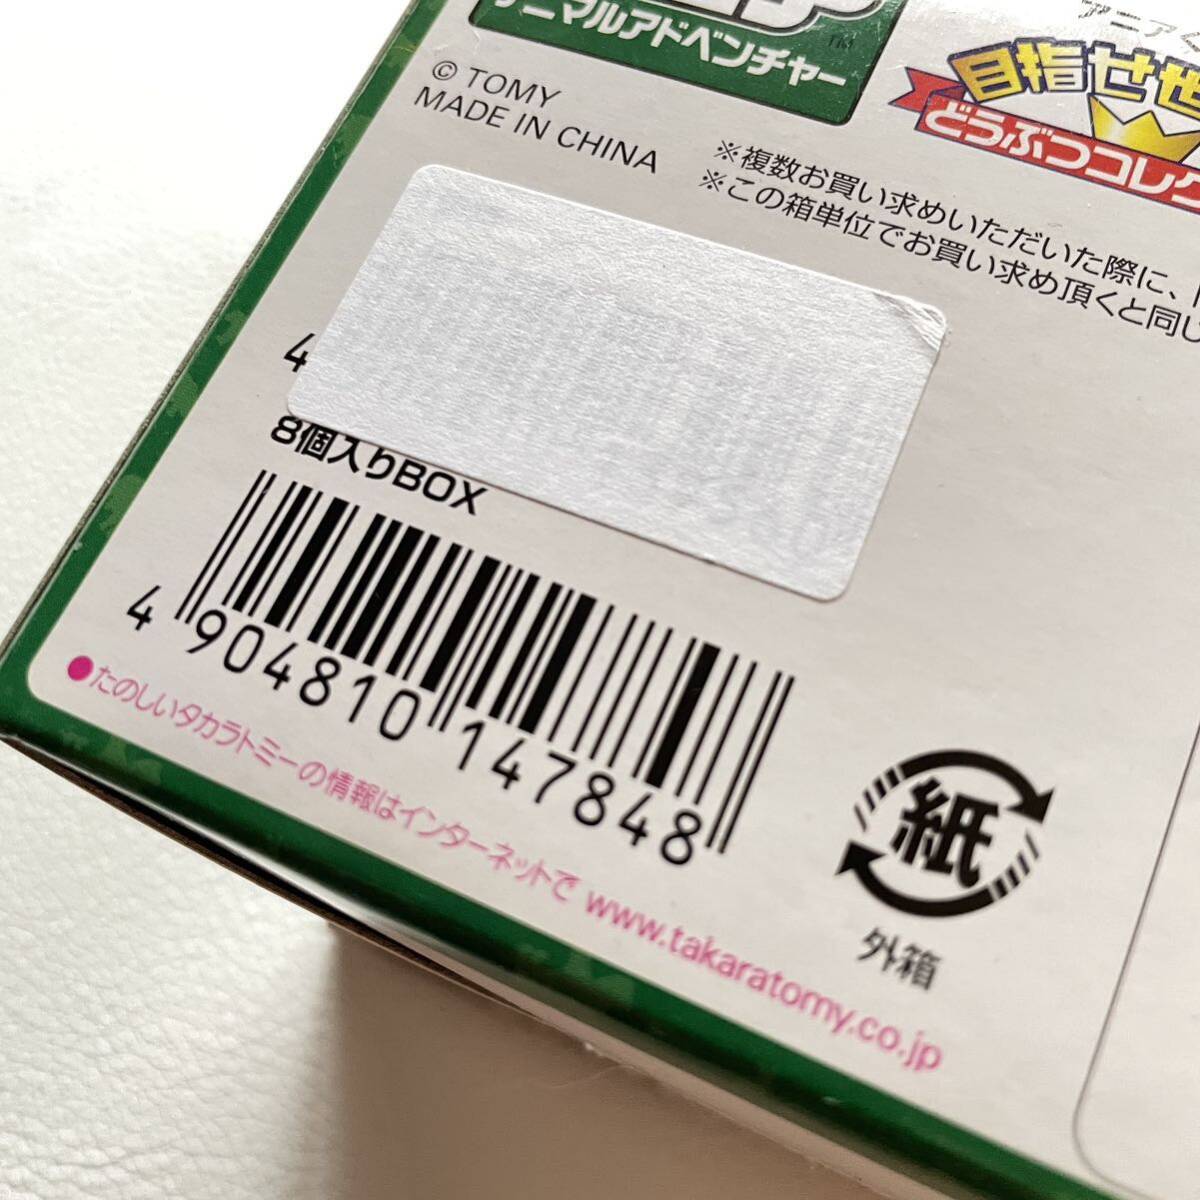 アニマルアドベンチャー
TM
© TOMY
MADE IN CHINA
目指せ世
どうぶつコレク
※複数お買い求めいただいた際に、
※この箱単位でお買い求め頂くと同じ
4
8個入りBOX
4 904810 147848
●たのしいタカラトミーの情報はインターネットで www.takaratomy.co.jp
紙
外箱